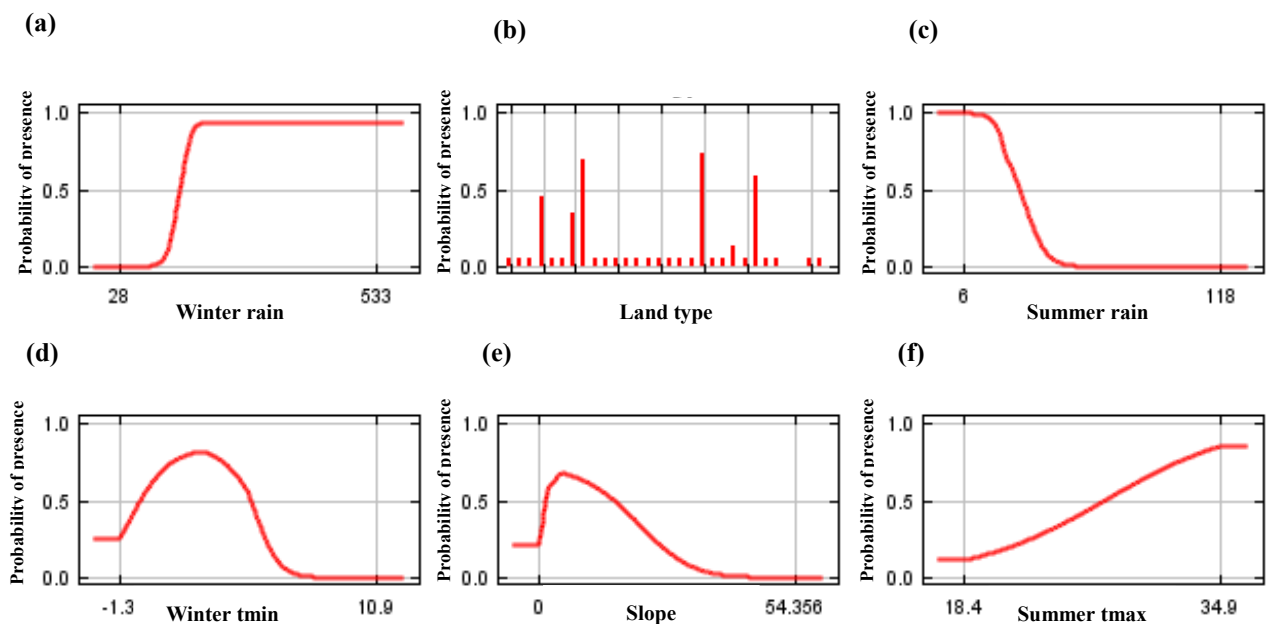 (a)
(b)
(c)
Probability of presence
1.0
0.5
0.0
28
533
Winter rain
Probability of presence
1.0
0.5
0.0
Land type
Probability of presence
1.0
0.5
0.0
6
118
Summer rain
(d)
(e)
(f)
Probability of presence
1.0
0.5
0.0
-1.3
10.9
Winter tmin
Probability of presence
1.0
0.5
0.0
0
54.356
Slope
Probability of presence
1.0
0.5
0.0
18.4
34.9
Summer tmax